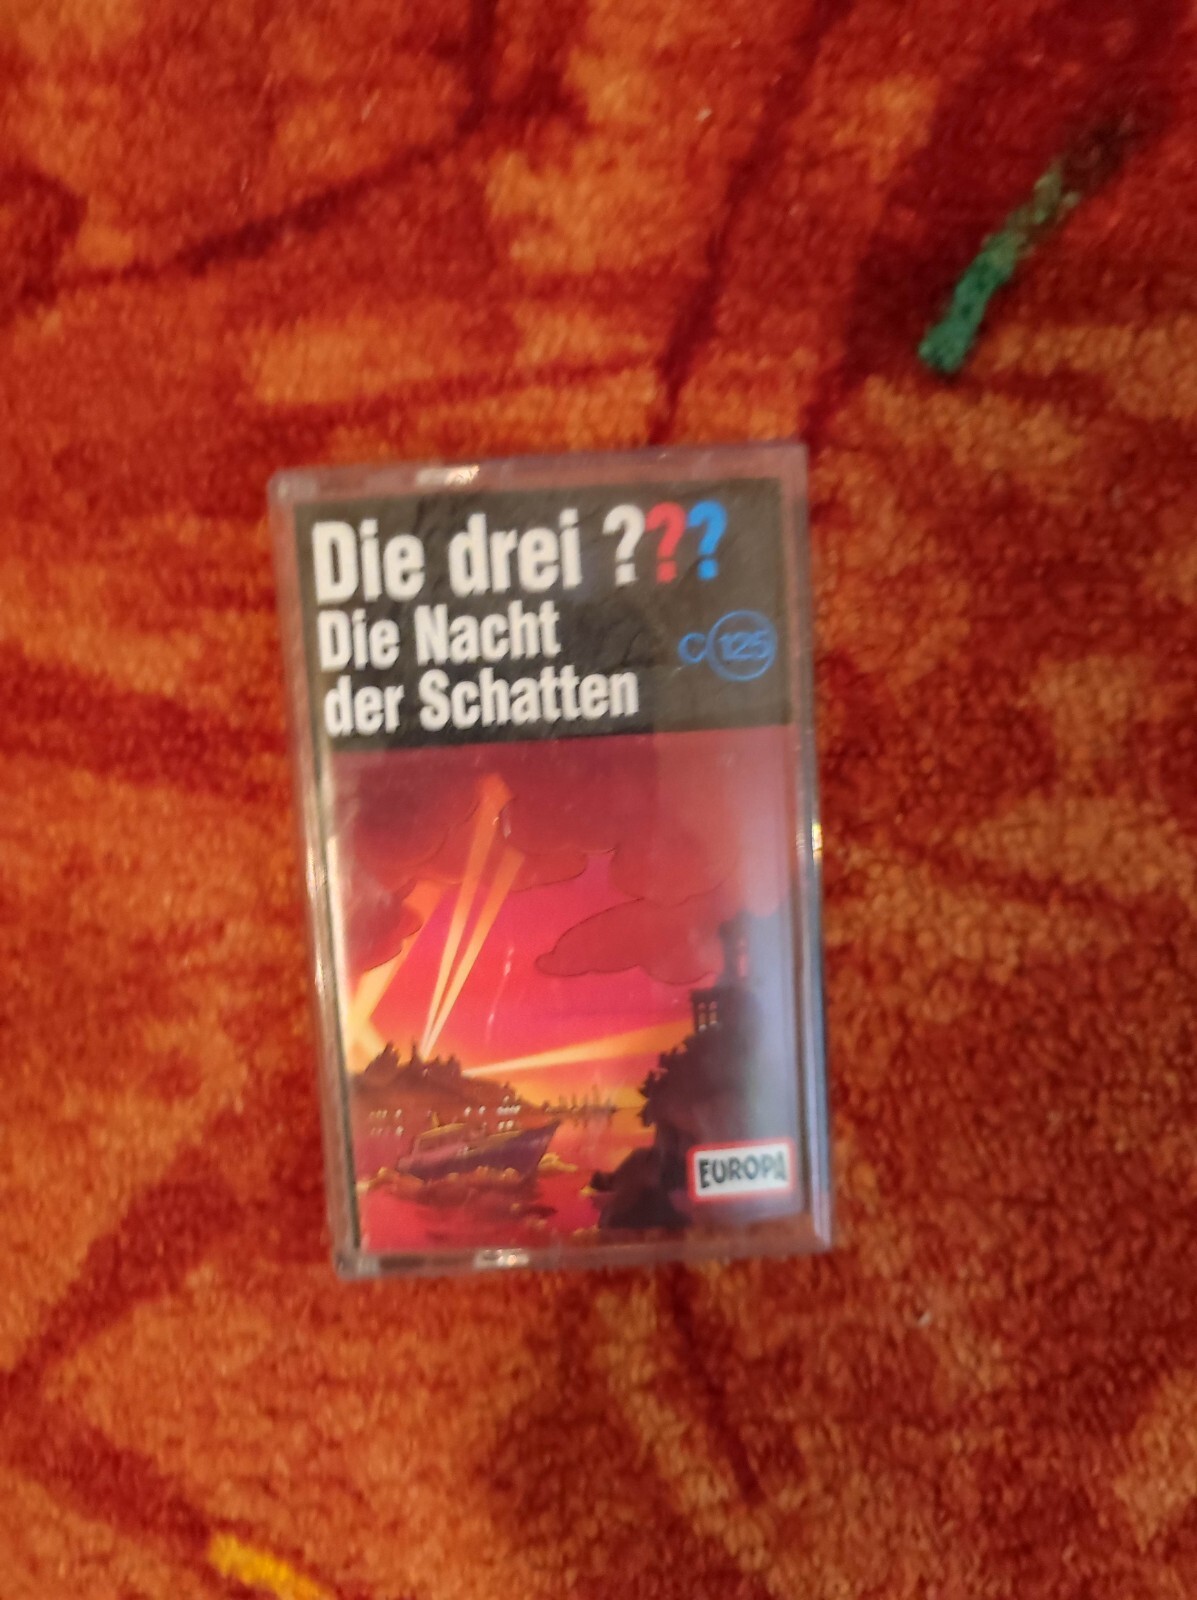 Die drei ???
Die Nacht
der Schatten
C 125
EUROPA